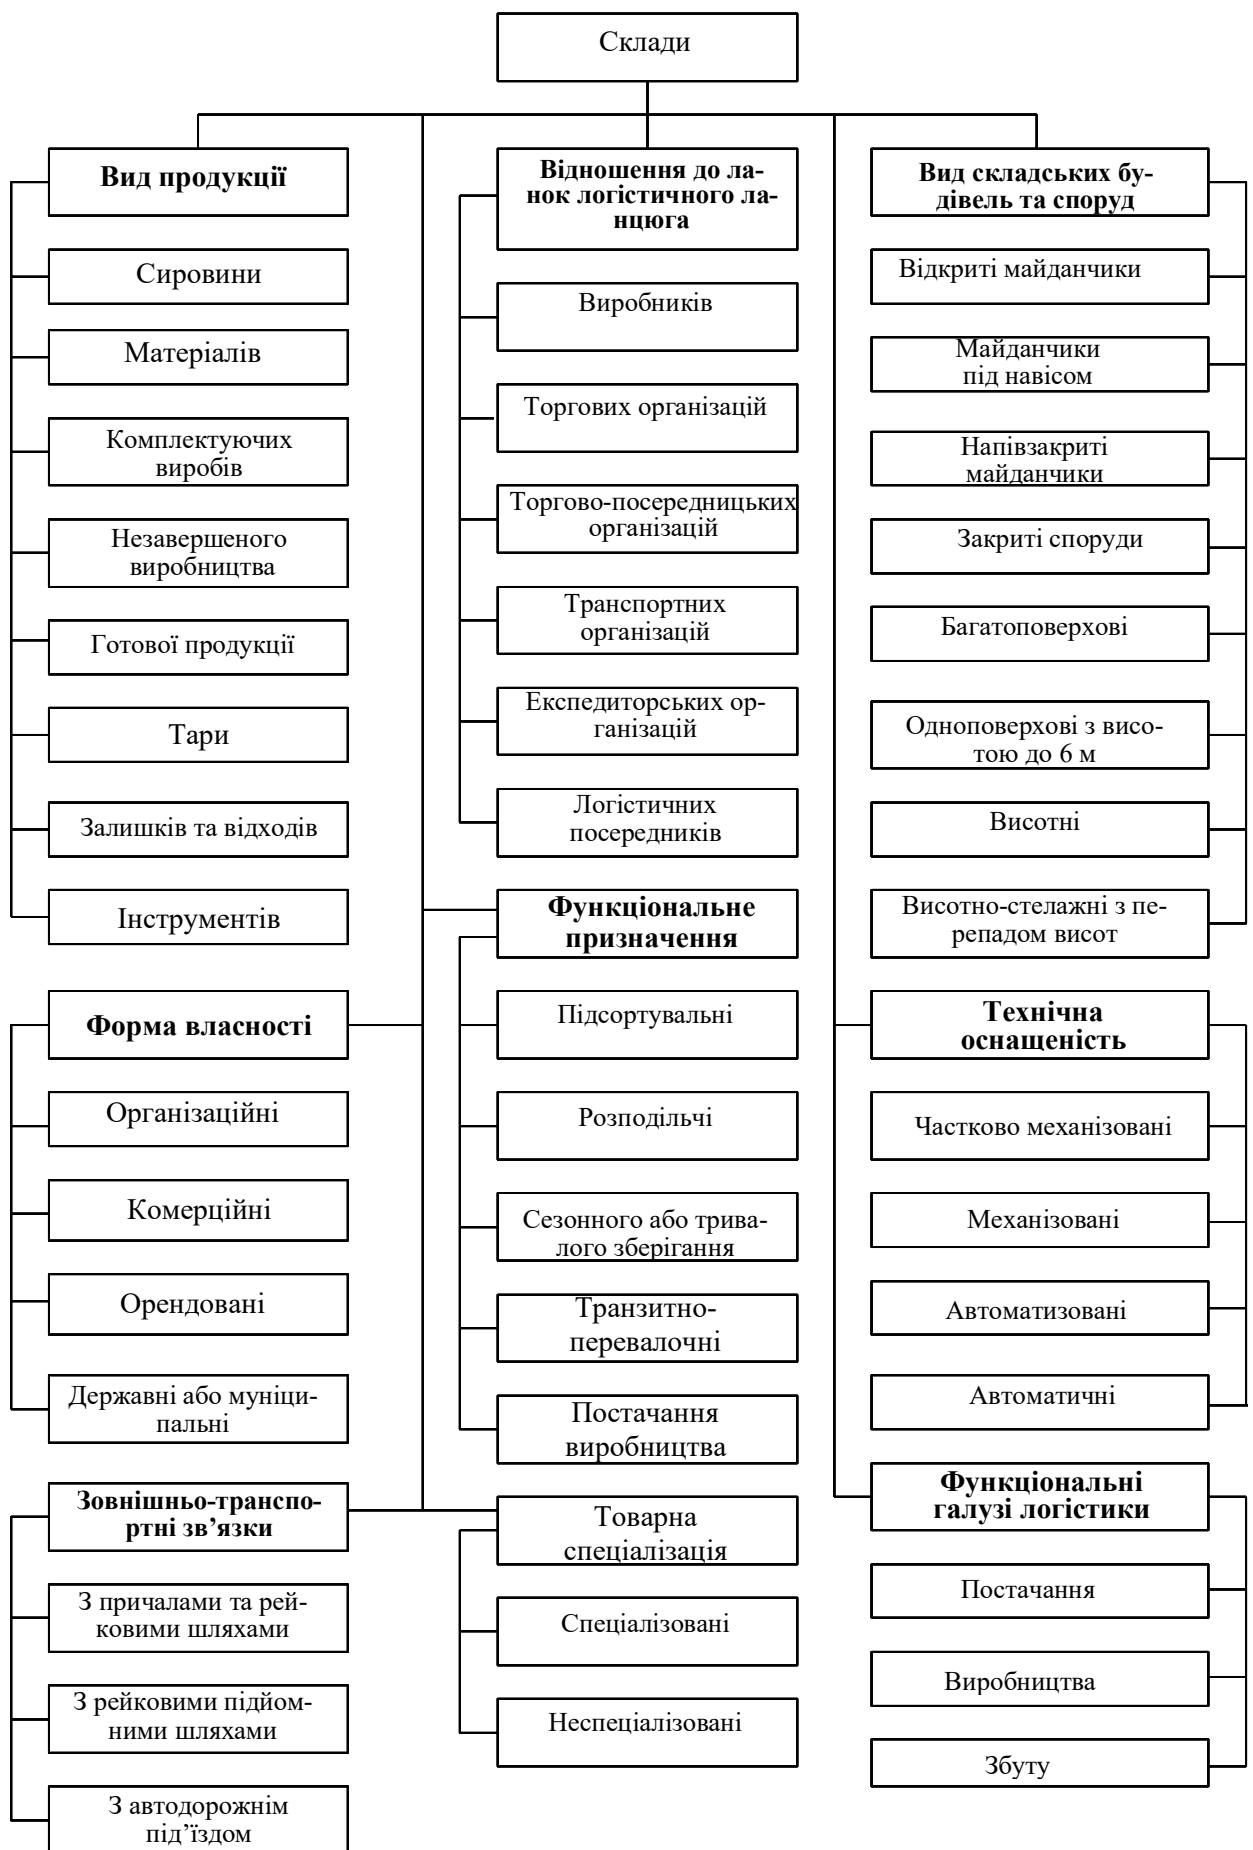 Склади
Вид продукції
Сировини
Матеріалів
Комплектуючих
виробів
Незавершеного
виробництва
Готової продукції
Тари
Залишків та відходів
Інструментів
Форма власності
Організаційні
Комерційні
Орендовані
Державні або муніци-
пальні
Зовнішньо-транспо-
ртні зв’язки
З причалами та рей-
ковими шляхами
З рейковими підйом-
ними шляхами
З автодорожнім
під’їздом
Відношення до ла-
нок логістичного ла-
нцюга
Виробників
Торгових організацій
Торгово-посередницьких
організацій
Транспортних
організацій
Експедиторських ор-
ганізацій
Логістичних
посередників
Функціональне
призначення
Підсортувальні
Розподільчі
Сезонного або трива-
лого зберігання
Транзитно-
перевалочні
Постачання
виробництва
Товарна
спеціалізація
Спеціалізовані
Неспеціалізовані
Вид складських бу-
дівель та споруд
Відкриті майданчики
Майданчики
під навісом
Напівзакриті
майданчики
Закриті споруди
Багатоповерхові
Одноповерхові з висо-
тою до 6 м
Висотні
Висотно-стелажні з пе-
репадом висот
Технічна
оснащеність
Частково механізовані
Механізовані
Автоматизовані
Автоматичні
Функціональні
галузі логістики
Постачання
Виробництва
Збуту